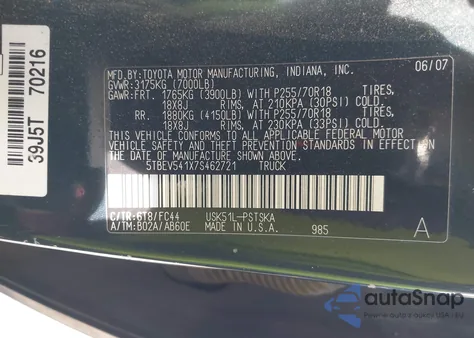 39J5T 70216
MFD.BY:TOYOTA MOTOR MANUFACTURING, INDIANA, INC. 06/07
GVWR:3175KG (7000LB)
GAWR:FRT. 1765KG (3900LB) WITH P255/70R18 TIRES,
18X8J RIMS, AT 210KPA (30PSI) COLD.
RR. 1880KG (4150LB) WITH P255/70R18 TIRES,
18X8J RIMS, AT 230KPA (33PSI) COLD.
THIS VEHICLE CONFORMS TO ALL APPLICABLE FEDERAL MOTOR
VEHICLE SAFETY STANDARDS IN EFFECT ON THE DATE OF
MANUFACTURE SHOWN ABOVE.
5TBEV541X7S462721 TRUCK
C/TR:6T8/FC44 USK51L-PSTSKA
A/TM:B02A/AB60E MADE IN U.S.A. 985 A
autoSnap